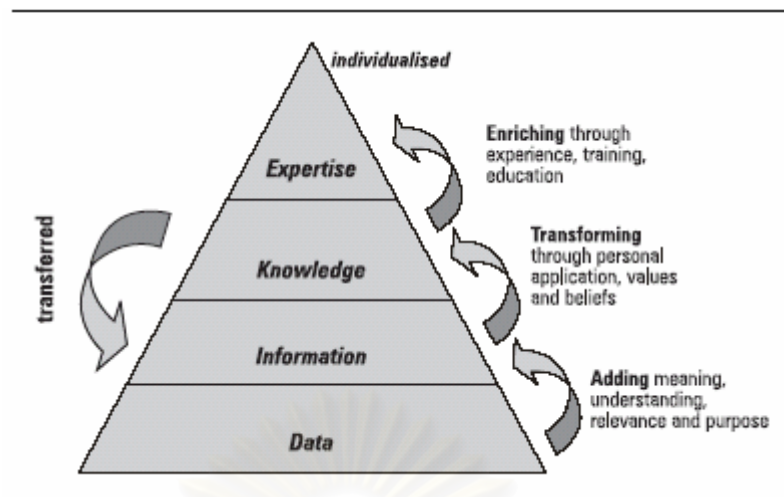 individualised
Enriching through
experience, training,
education
Expertise
transferred
Transforming
through personal
application, values
and beliefs
Knowledge
Information
Adding meaning,
understanding,
relevance and purpose
Data